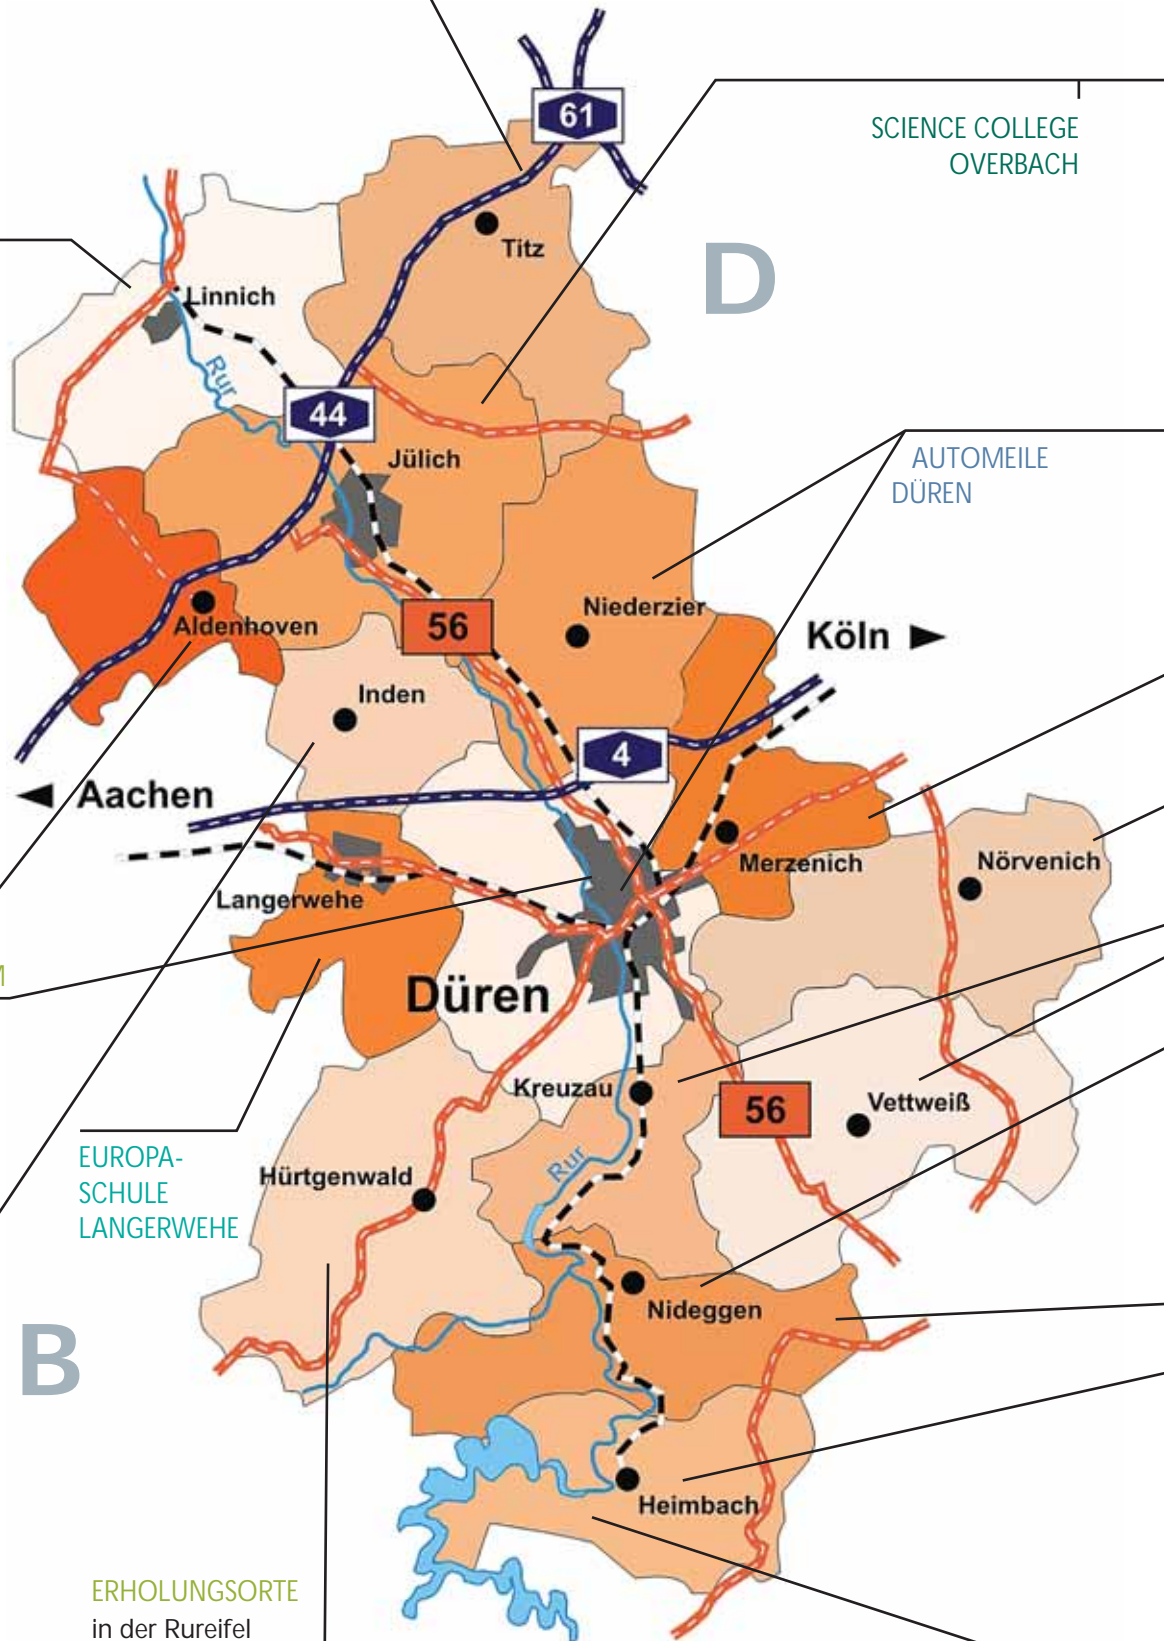 61
SCIENCE COLLEGE
OVERBACH
Titz
D
Linnich
Rur
44
Jülich
AUTOMEILE
DÜREN
Niederzier
Aldenhoven
56
Köln
Inden
4
Aachen
Merzenich
Nörvenich
Langerwehe
M
Düren
Kreuzau
56
Vettweiß
EUROPA-
SCHULE
LANGERWEHE
Rur
Hürtgenwald
Nideggen
B
Heimbach
ERHOLUNGSORTE
in der Rureifel